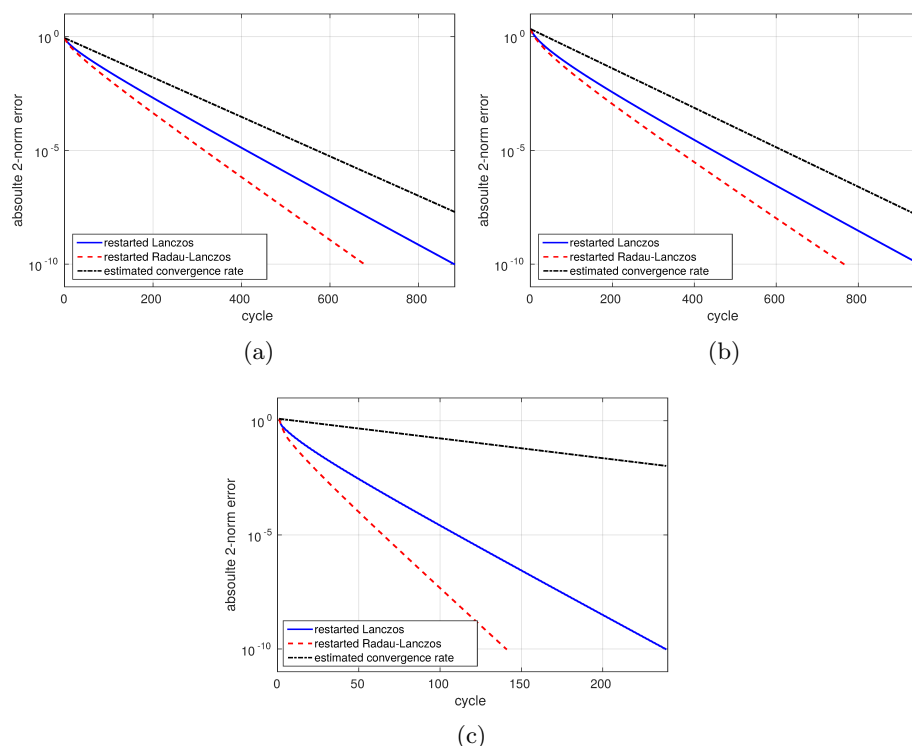 absoulte 2-norm error
10^0
10^-5
10^-10
restarted Lanczos
restarted Radau-Lanczos
estimated convergence rate
0 200 400 600 800
cycle
(a)
absoulte 2-norm error
10^0
10^-5
10^-10
restarted Lanczos
restarted Radau-Lanczos
estimated convergence rate
0 200 400 600 800
cycle
(b)
absoulte 2-norm error
10^0
10^-5
10^-10
restarted Lanczos
restarted Radau-Lanczos
estimated convergence rate
0 50 100 150 200
cycle
(c)